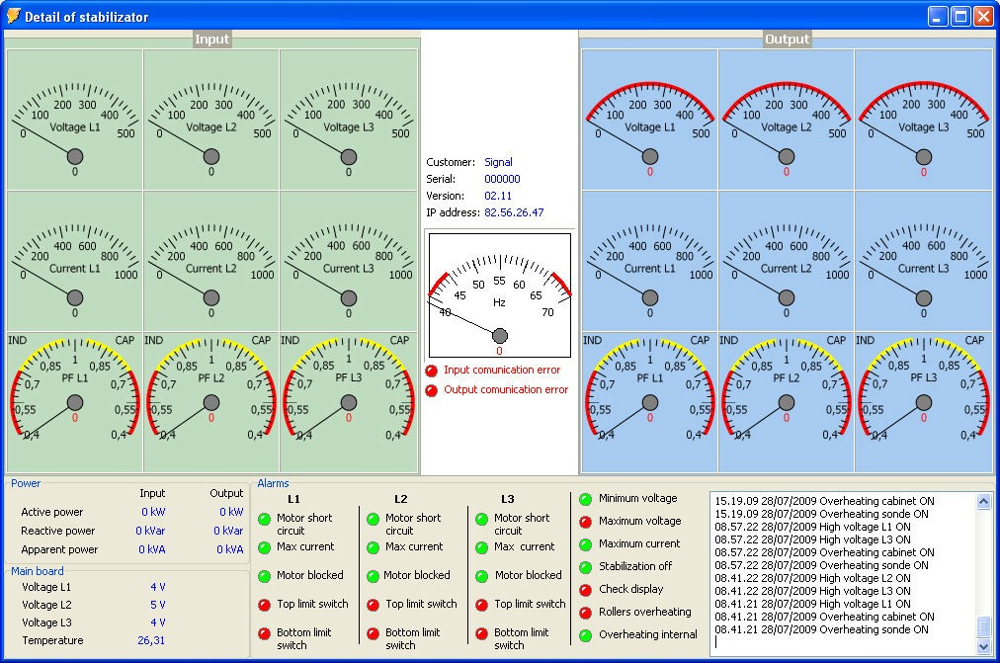 Detail of stabilizator
Input
200 300
100 400
0 Voltage L1 500
0
200 300
100 400
0 Voltage L2 500
0
200 300
100 400
0 Voltage L3 500
0
400 600
200 800
0 Current L1 1000
0
400 600
200 800
0 Current L2 1000
0
400 600
200 800
0 Current L3 1000
0
IND CAP
1
0,85 0,85
0,7 PF L1 0,7
0,55 0 0,55
0,4 0,4
IND CAP
1
0,85 0,85
0,7 PF L2 0,7
0,55 0 0,55
0,4 0,4
IND CAP
1
0,85 0,85
0,7 PF L3 0,7
0,55 0 0,55
0,4 0,4
Customer: Signal
Serial: 000000
Version: 02.11
IP address: 82.56.26.47
50 55 60
45 65
40 Hz 70
0
Input comunication error
Output comunication error
Output
200 300
100 400
0 Voltage L1 500
0
200 300
100 400
0 Voltage L2 500
0
200 300
100 400
0 Voltage L3 500
0
400 600
200 800
0 Current L1 1000
0
400 600
200 800
0 Current L2 1000
0
400 600
200 800
0 Current L3 1000
0
IND CAP
1
0,85 0,85
0,7 PF L1 0,7
0,55 0 0,55
0,4 0,4
IND CAP
1
0,85 0,85
0,7 PF L2 0,7
0,55 0 0,55
0,4 0,4
IND CAP
1
0,85 0,85
0,7 PF L3 0,7
0,55 0 0,55
0,4 0,4
Power
Input Output
Active power 0 kW 0 kW
Reactive power 0 kVar 0 kVar
Apparent power 0 kVA 0 kVA
Main board
Voltage L1 4 V
Voltage L2 5 V
Voltage L3 4 V
Temperature 26,31
Alarms
L1
Motor short
circuit
Max current
Motor blocked
Top limit switch
Bottom limit
switch
L2
Motor short
circuit
Max current
Motor blocked
Top limit switch
Bottom limit
switch
L3
Motor short
circuit
Max current
Motor blocked
Top limit switch
Bottom limit
switch
Minimum voltage
Maximum voltage
Maximum current
Stabilization off
Check display
Rollers overheating
Overheating internal
15.19.09 28/07/2009 Overheating cabinet ON
15.19.09 28/07/2009 Overheating sonde ON
08.57.22 28/07/2009 High voltage L1 ON
08.57.22 28/07/2009 High voltage L3 ON
08.57.22 28/07/2009 Overheating cabinet ON
08.57.22 28/07/2009 Overheating sonde ON
08.41.22 28/07/2009 High voltage L2 ON
08.41.22 28/07/2009 High voltage L3 ON
08.41.21 28/07/2009 High voltage L1 ON
08.41.21 28/07/2009 Overheating cabinet ON
08.41.21 28/07/2009 Overheating sonde ON